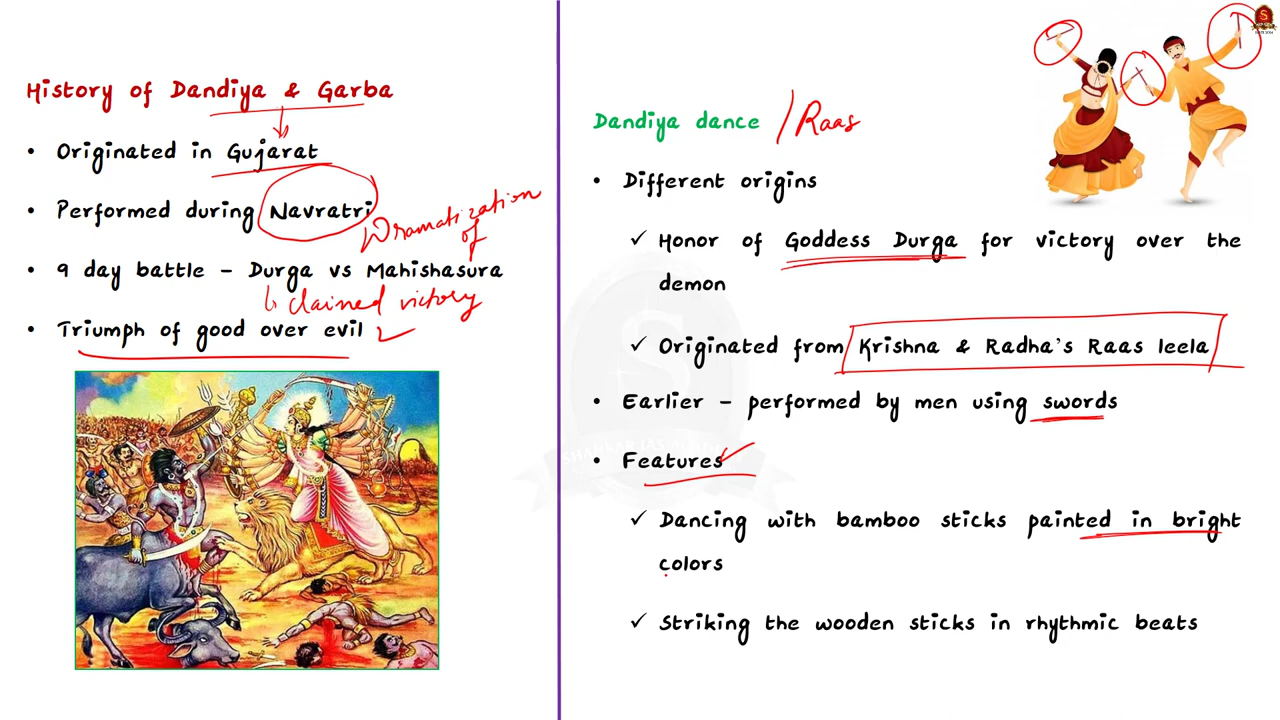 History of Dandiya & Garba
• Originated in Gujarat
• Performed during Navratri
Dramatization
of
• 9 day battle – Durga vs Mahishasura
↳ clained victory
• Triumph of good over evil
Dandiya dance / Raas
• Different origins
✓ Honor of Goddess Durga for victory over the
demon
✓ Originated from Krishna & Radha's Raas leela
• Earlier – performed by men using swords
• Features
✓ Dancing with bamboo sticks painted in bright
colors
✓ Striking the wooden sticks in rhythmic beats